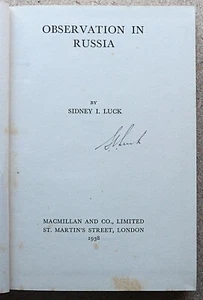 OBSERVATION IN
RUSSIA
BY
SIDNEY I. LUCK
MACMILLAN AND CO., LIMITED
ST. MARTIN'S STREET, LONDON
1938